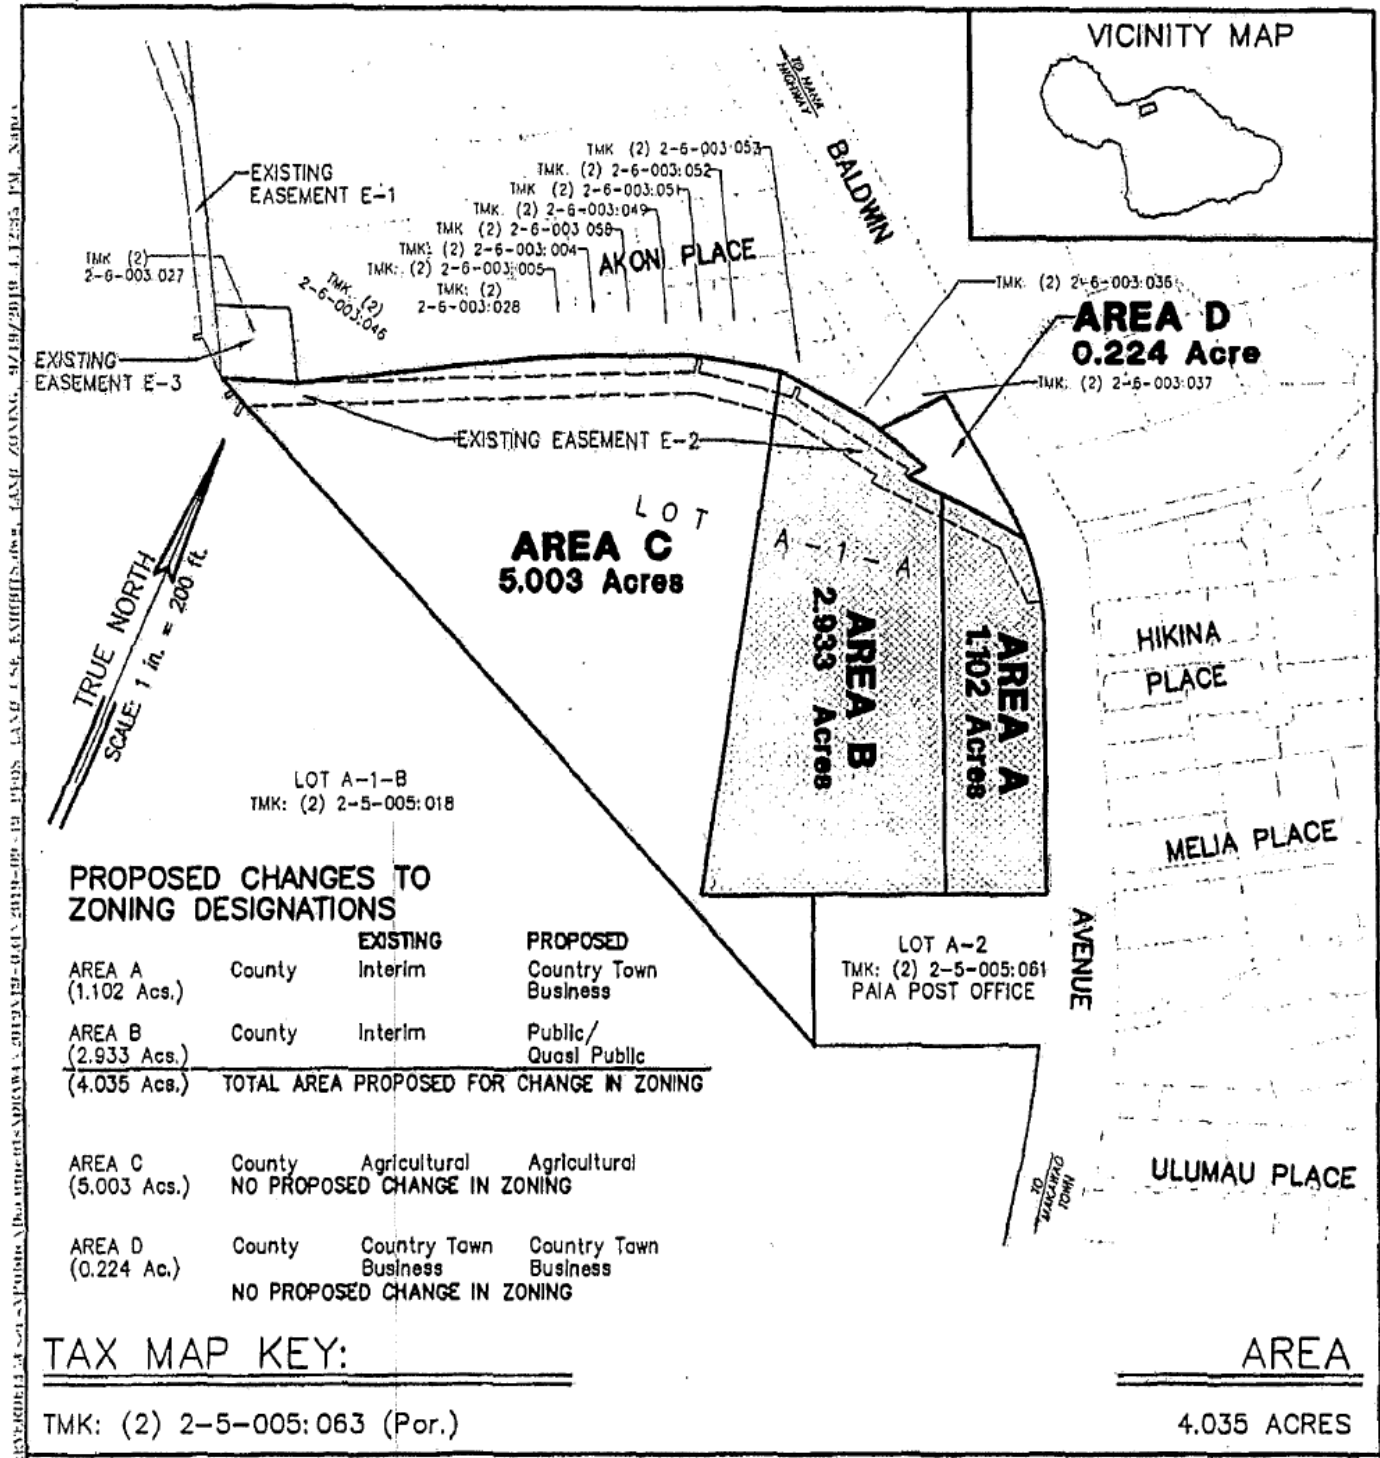 VICINITY MAP
TO HANA
HIGHWAY
BALDWIN
TMK (2) 2-6-003:053
TMK. (2) 2-6-003:052
TMK (2) 2-6-003:051
TMK. (2) 2-6-003:049
TMK (2) 2-6-003 058
TMK: (2) 2-6-003:004
TMK: (2) 2-6-003:005
TMK: (2)
2-6-003:028
AKONI PLACE
EXISTING
EASEMENT E-1
TMK (2)
2-6-003:027
TMK. (2)
2-6-003:046
EXISTING
EASEMENT E-3
TMK. (2) 2-6-003:036
AREA D
0.224 Acre
TMK: (2) 2-6-003:037
EXISTING EASEMENT E-2
LOT
A-1-A
AREA C
5.003 Acres
AREA B
2.933 Acres
AREA A
1.102 Acres
TRUE NORTH
SCALE: 1 in. = 200 ft.
HIKINA
PLACE
MELIA PLACE
LOT A-1-B
TMK: (2) 2-5-005:018
LOT A-2
TMK: (2) 2-5-005:061
PAIA POST OFFICE
AVENUE
TO
MAKAWAO
TOWN
ULUMAU PLACE
PROPOSED CHANGES TO
ZONING DESIGNATIONS
EXISTING PROPOSED
AREA A County Interim Country Town
(1.102 Acs.) Business
AREA B County Interim Public/
(2.933 Acs.) Quasi Public
(4.035 Acs.) TOTAL AREA PROPOSED FOR CHANGE IN ZONING
AREA C County Agricultural Agricultural
(5.003 Acs.) NO PROPOSED CHANGE IN ZONING
AREA D County Country Town Country Town
(0.224 Ac.) Business Business
NO PROPOSED CHANGE IN ZONING
TAX MAP KEY:
AREA
TMK: (2) 2-5-005:063 (Por.)
4.035 ACRES